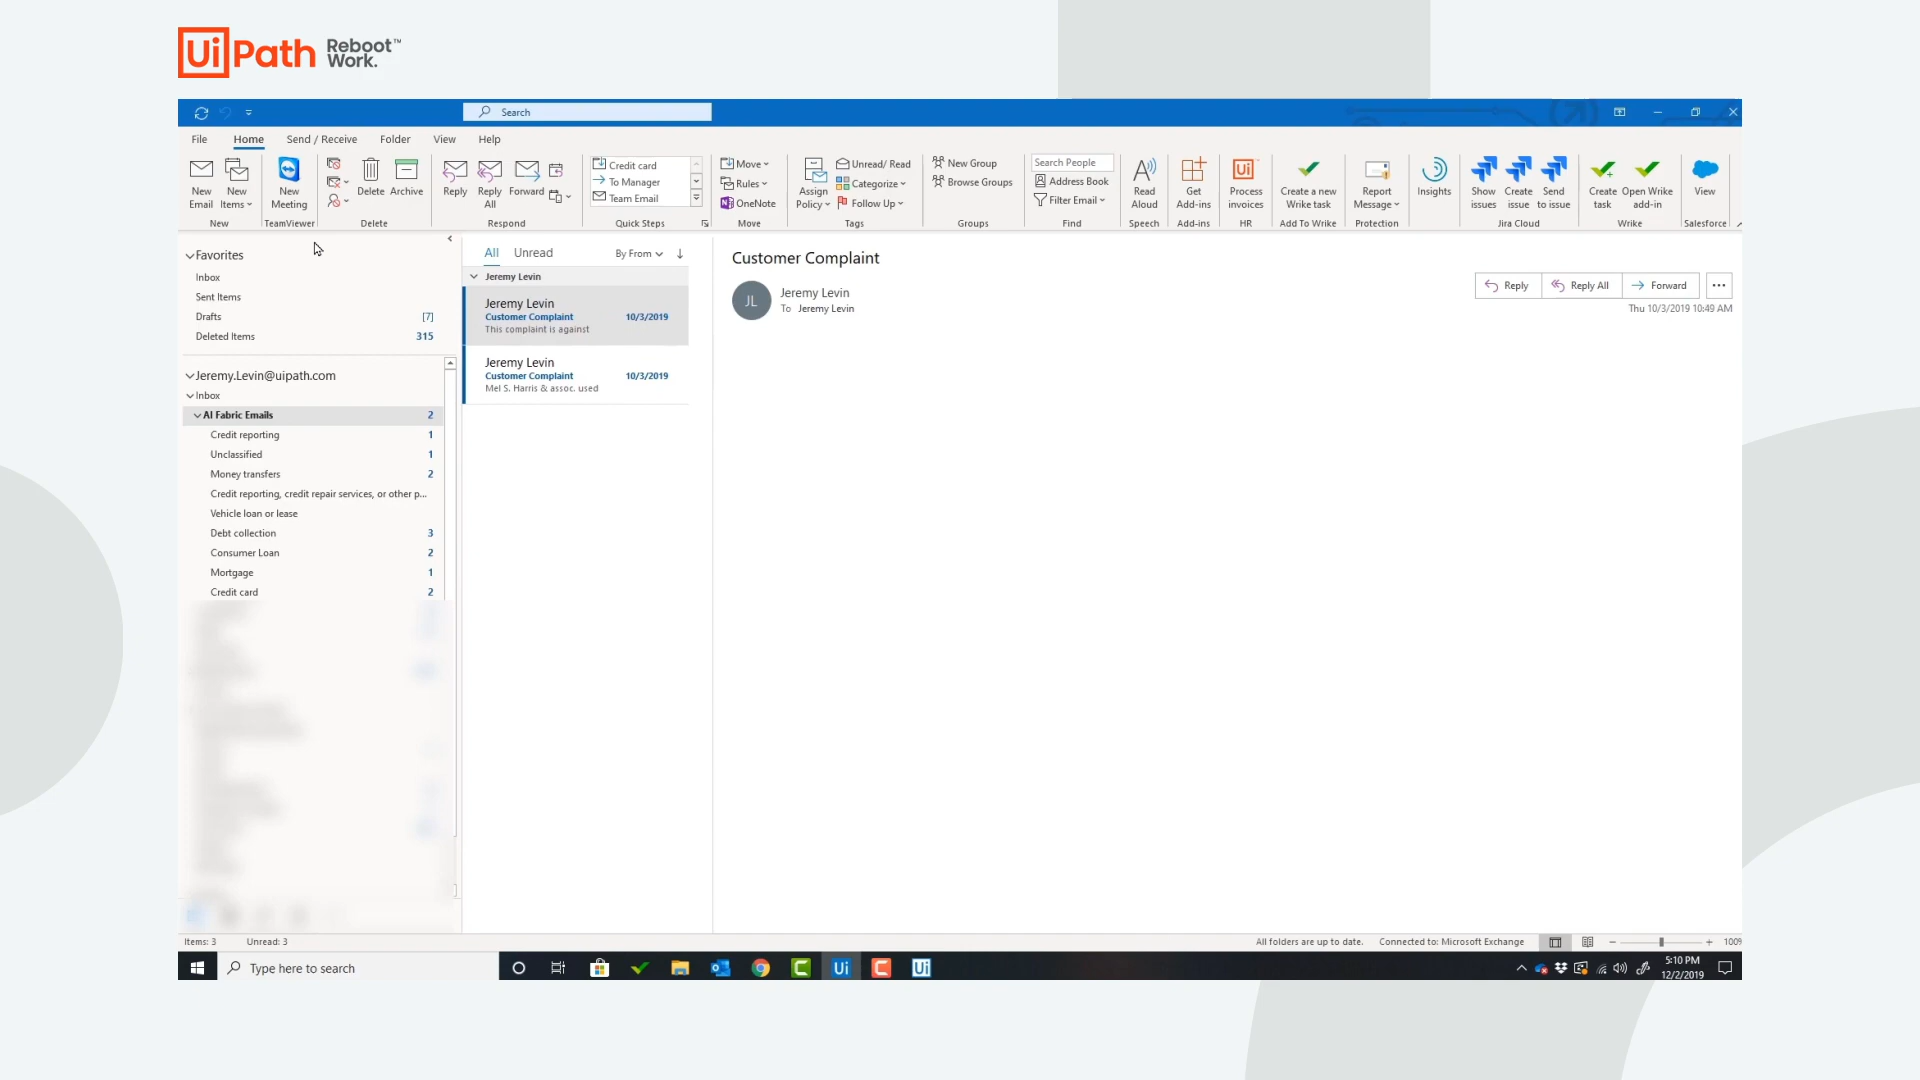 UiPath Reboot Work.™
Search
File Home Send / Receive Folder View Help
New Email
New Items
New
New Meeting
TeamViewer
Delete
Archive
Delete
Reply
Reply All
Forward
Respond
Credit card
To Manager
Team Email
Quick Steps
Move
Rules
OneNote
Move
Assign Policy
Unread/ Read
Categorize
Follow Up
Tags
New Group
Browse Groups
Groups
Search People
Address Book
Filter Email
Find
Read Aloud
Speech
Get Add-ins
Add-ins
Ui
Process invoices
HR
Create a new Wrike task
Add To Wrike
Report Message
Protection
Insights
Show issues
Create issue
Send to issue
Jira Cloud
Create task
Open Wrike add-in
Wrike
View
Salesforce
Favorites
Inbox
Sent Items
Drafts [7]
Deleted Items 315
Jeremy.Levin@uipath.com
Inbox
AI Fabric Emails 2
Credit reporting 1
Unclassified 1
Money transfers 2
Credit reporting, credit repair services, or other p...
Vehicle loan or lease
Debt collection 3
Consumer Loan 2
Mortgage 1
Credit card 2
All Unread By From
Jeremy Levin
Jeremy Levin
Customer Complaint 10/3/2019
This complaint is against
Jeremy Levin
Customer Complaint 10/3/2019
Mel S. Harris & assoc. used
Customer Complaint
JL
Jeremy Levin
To Jeremy Levin
Reply Reply All Forward
Thu 10/3/2019 10:49 AM
Items: 3 Unread: 3
All folders are up to date. Connected to: Microsoft Exchange 100%
Type here to search
Ui
Ui
5:10 PM
12/2/2019